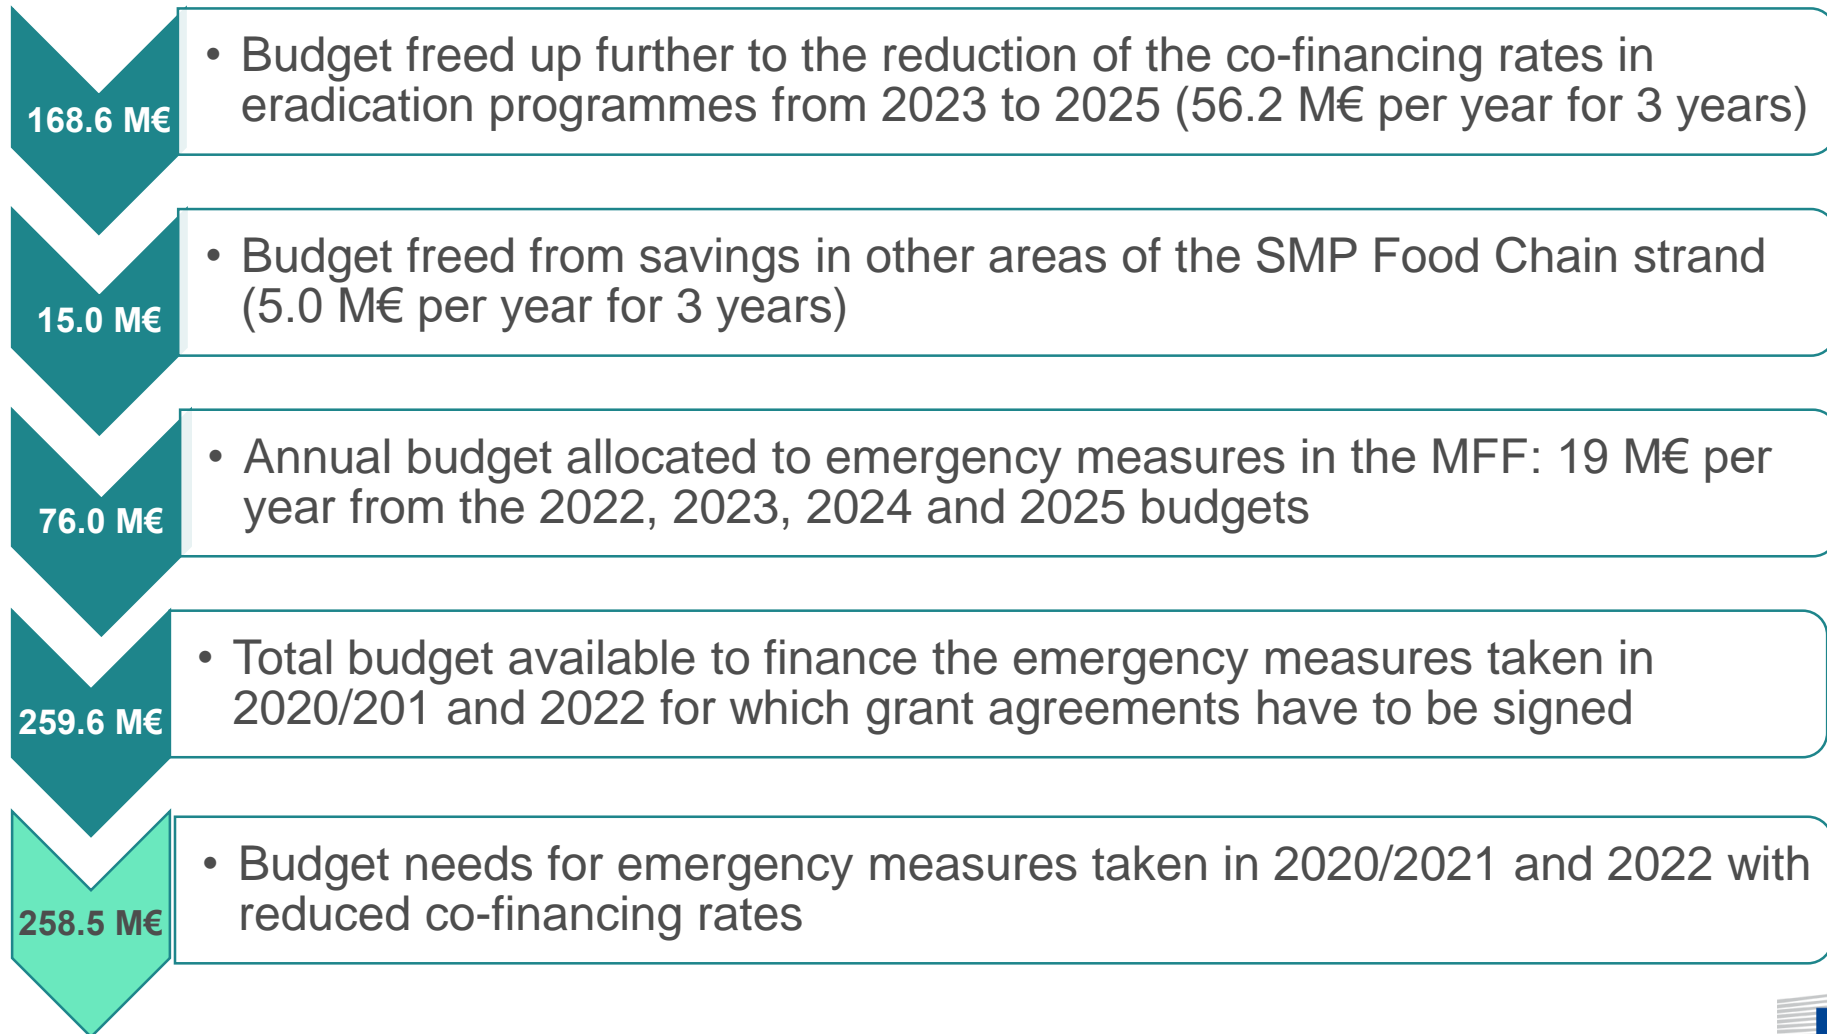 • Budget freed up further to the reduction of the co-financing rates in
eradication programmes from 2023 to 2025 (56.2 M€ per year for 3 years)
168.6 M€
• Budget freed from savings in other areas of the SMP Food Chain strand
(5.0 M€ per year for 3 years)
15.0 M€
• Annual budget allocated to emergency measures in the MFF: 19 M€ per
year from the 2022, 2023, 2024 and 2025 budgets
76.0 M€
• Total budget available to finance the emergency measures taken in
2020/201 and 2022 for which grant agreements have to be signed
259.6 M€
• Budget needs for emergency measures taken in 2020/2021 and 2022 with
reduced co-financing rates
258.5 M€